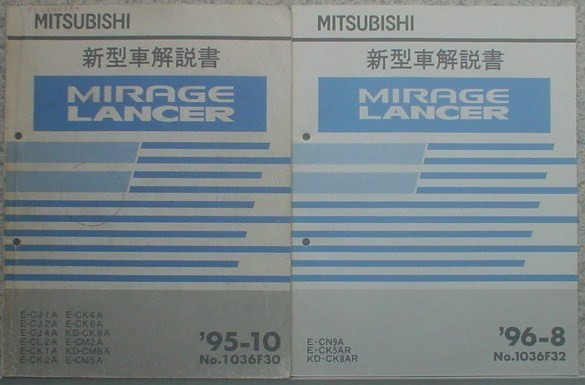 MITSUBISHI
新型車解説書
MIRAGE
LANCER
E-CJ1A E-CK4A
E-CJ2A E-CK6A
E-CJ4A KD-CK8A
E-CL2A E-CM2A
E-CK1A KD-CM8A
E-CK2A E-CM5A
'95-10
No.1036F30
MITSUBISHI
新型車解説書
MIRAGE
LANCER
E-CN9A
E-CK5AR
KD-CK8AR
'96-8
No.1036F32